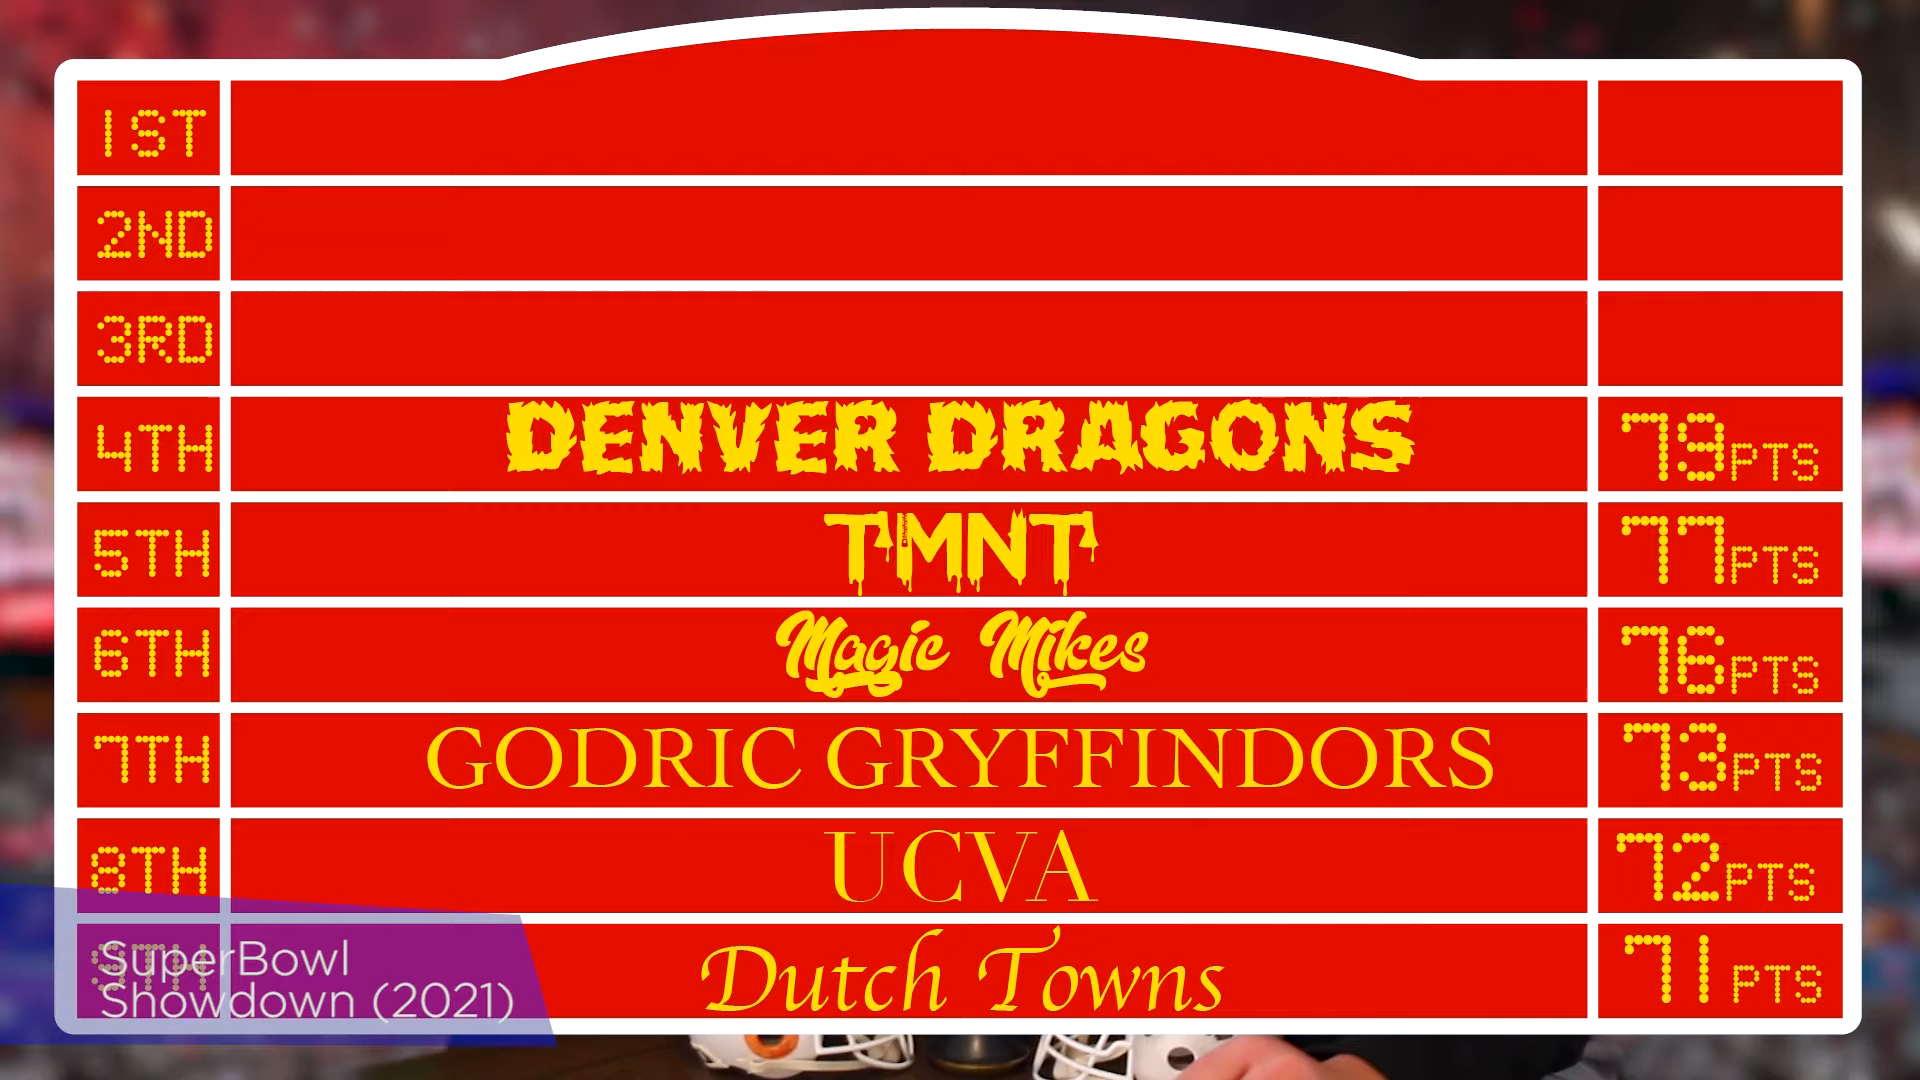 1ST
2ND
3RD
4TH DENVER DRAGONS 79PTS
5TH TMNT 77PTS
6TH Magic Mikes 76PTS
7TH GODRIC GRYFFINDORS 73PTS
8TH UCVA 72PTS
9TH Dutch Towns 71PTS
SuperBowl
Showdown (2021)